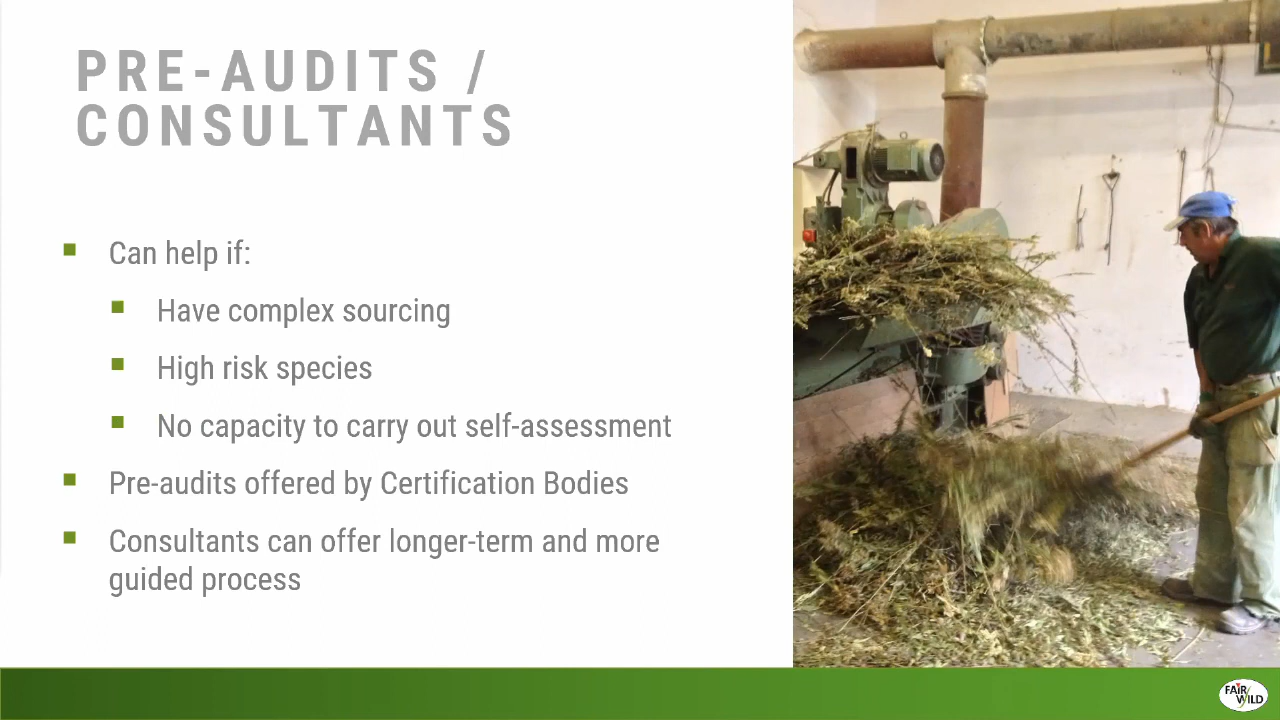 PRE-AUDITS /
CONSULTANTS
Can help if:
Have complex sourcing
High risk species
No capacity to carry out self-assessment
Pre-audits offered by Certification Bodies
Consultants can offer longer-term and more
guided process
FAIR
WILD